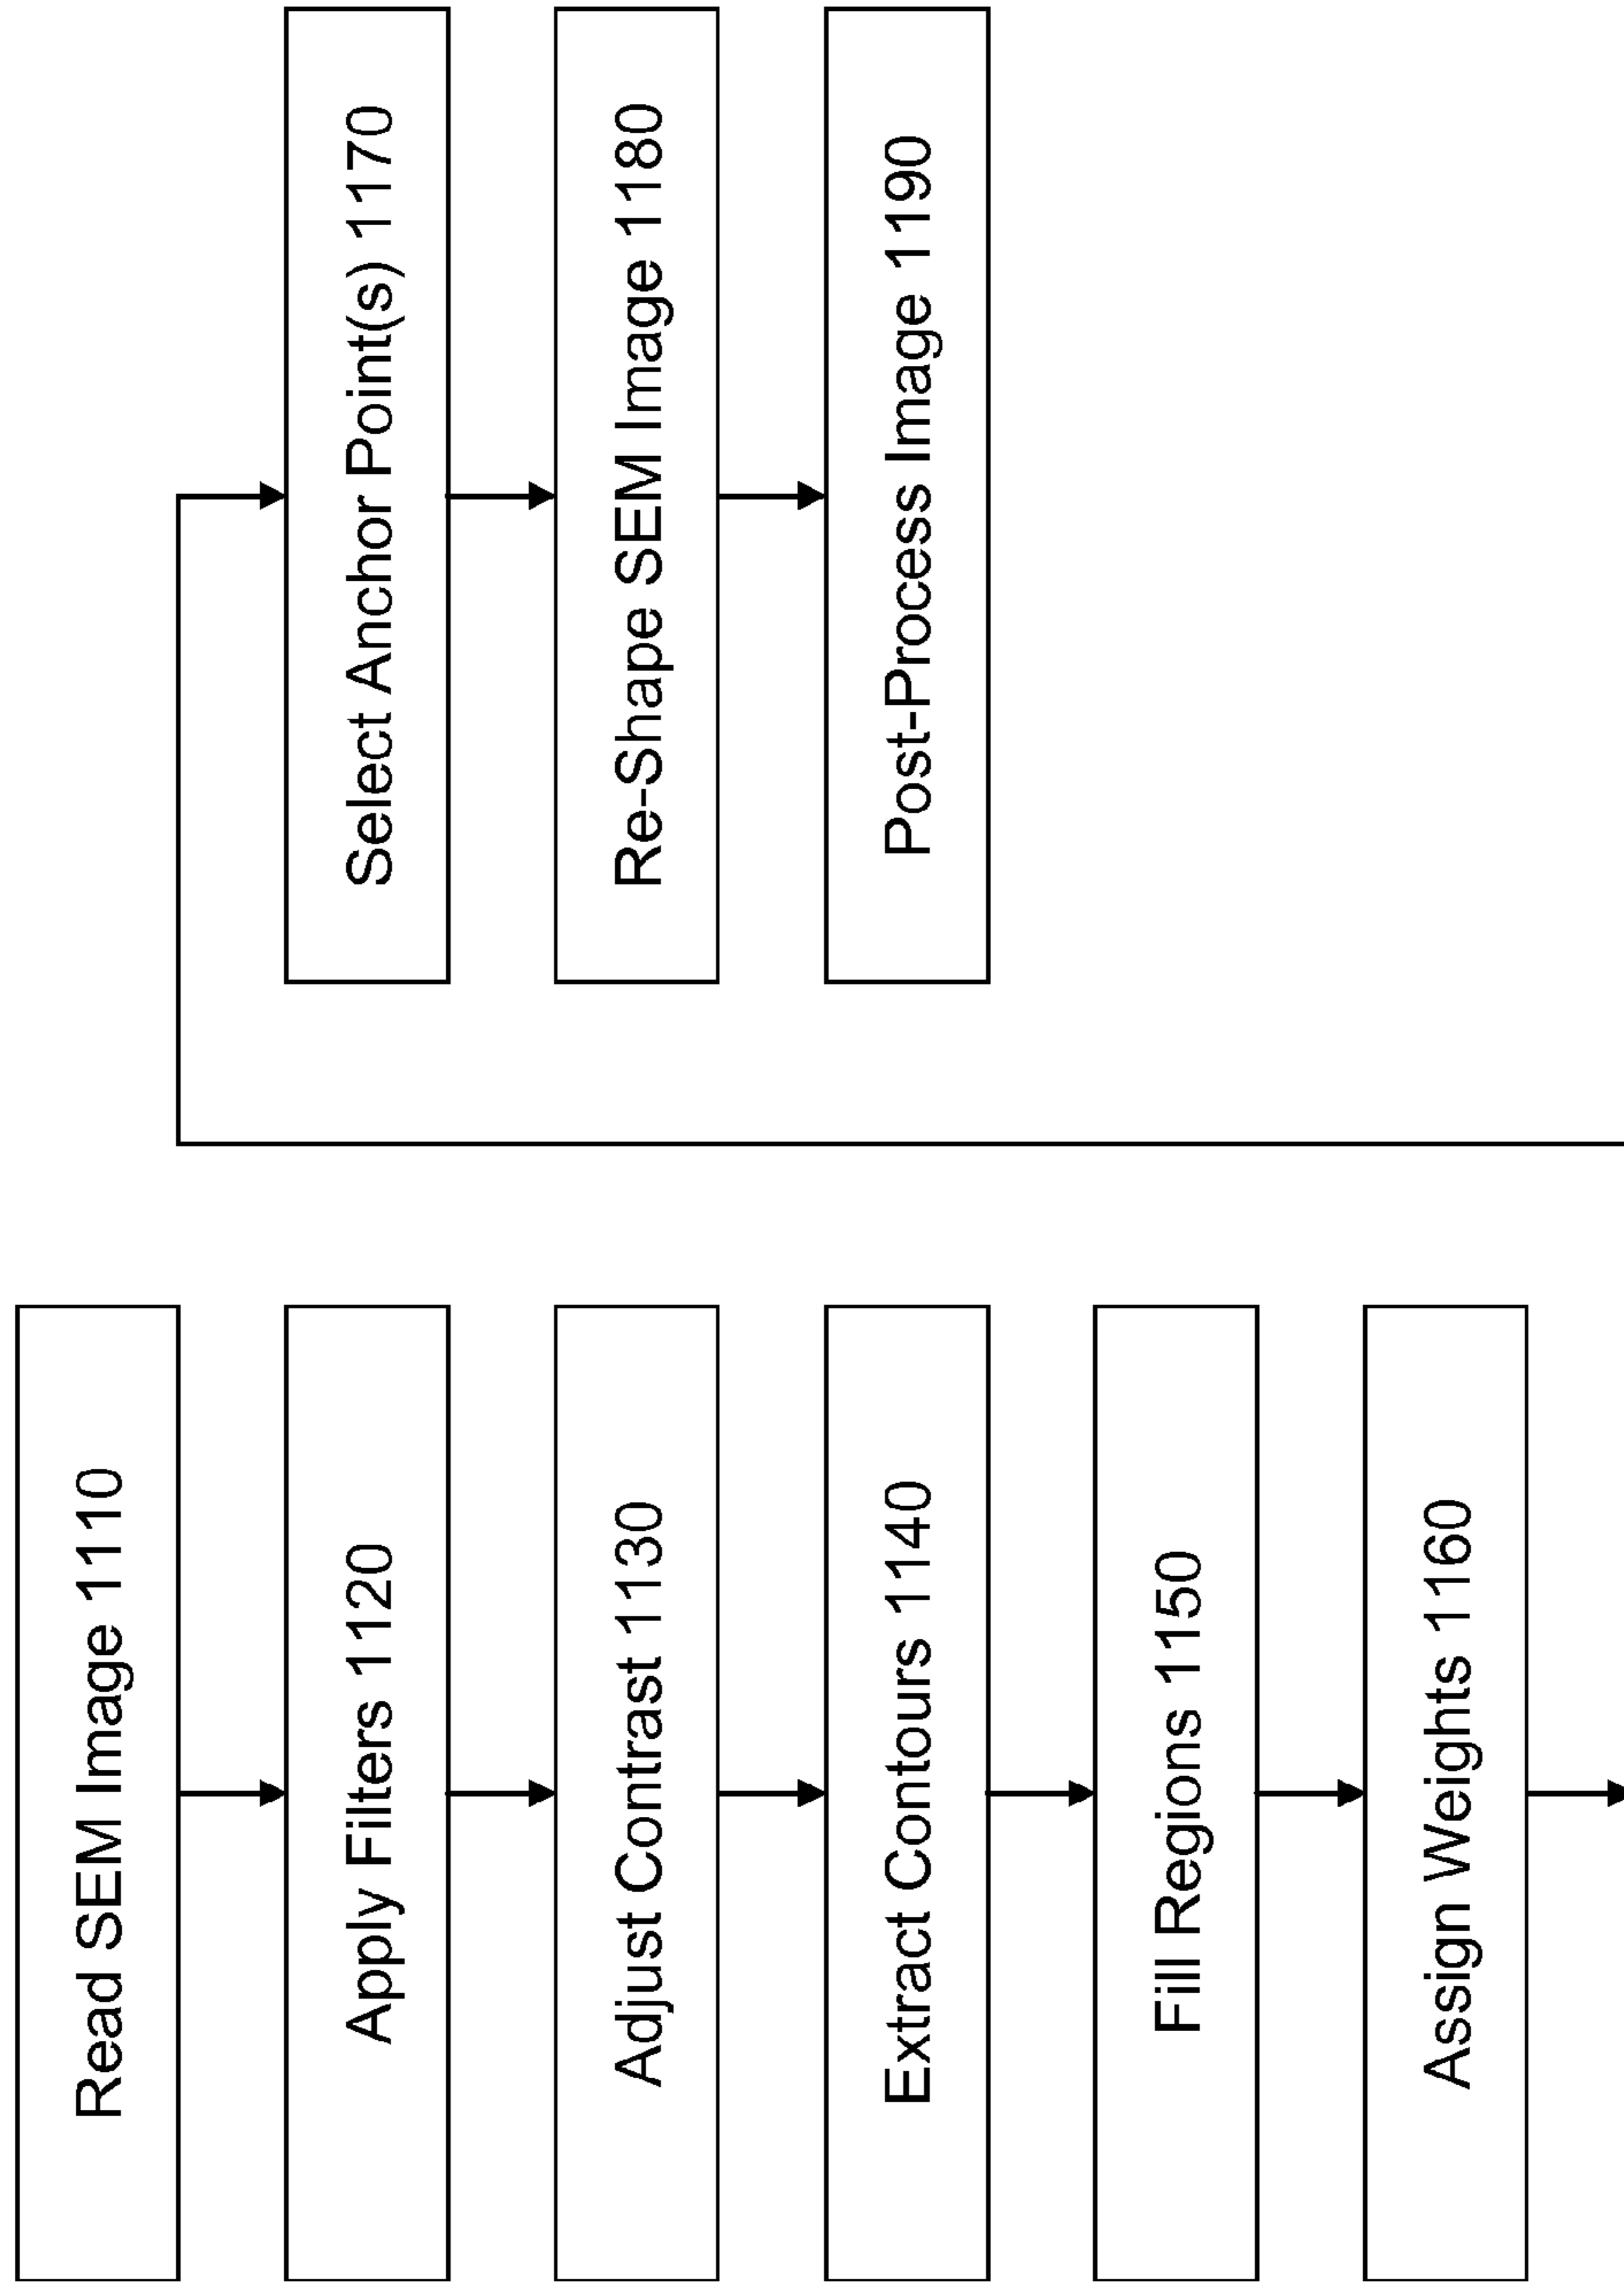 Read SEM Image 1110
Apply Filters 1120
Adjust Contrast 1130
Extract Contours 1140
Fill Regions 1150
Assign Weights 1160
Select Anchor Point(s) 1170
Re-Shape SEM Image 1180
Post-Process Image 1190